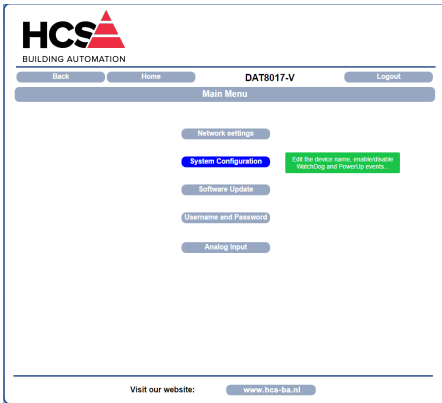 HCS
BUILDING AUTOMATION
Back Home DAT8017-V Logout
Main Menu
Network settings
System Configuration
Edit the device name, enable/disable
WatchDog and PowerUp events...
Software Update
Username and Password
Analog Input
Visit our website: www.hcs-ba.nl